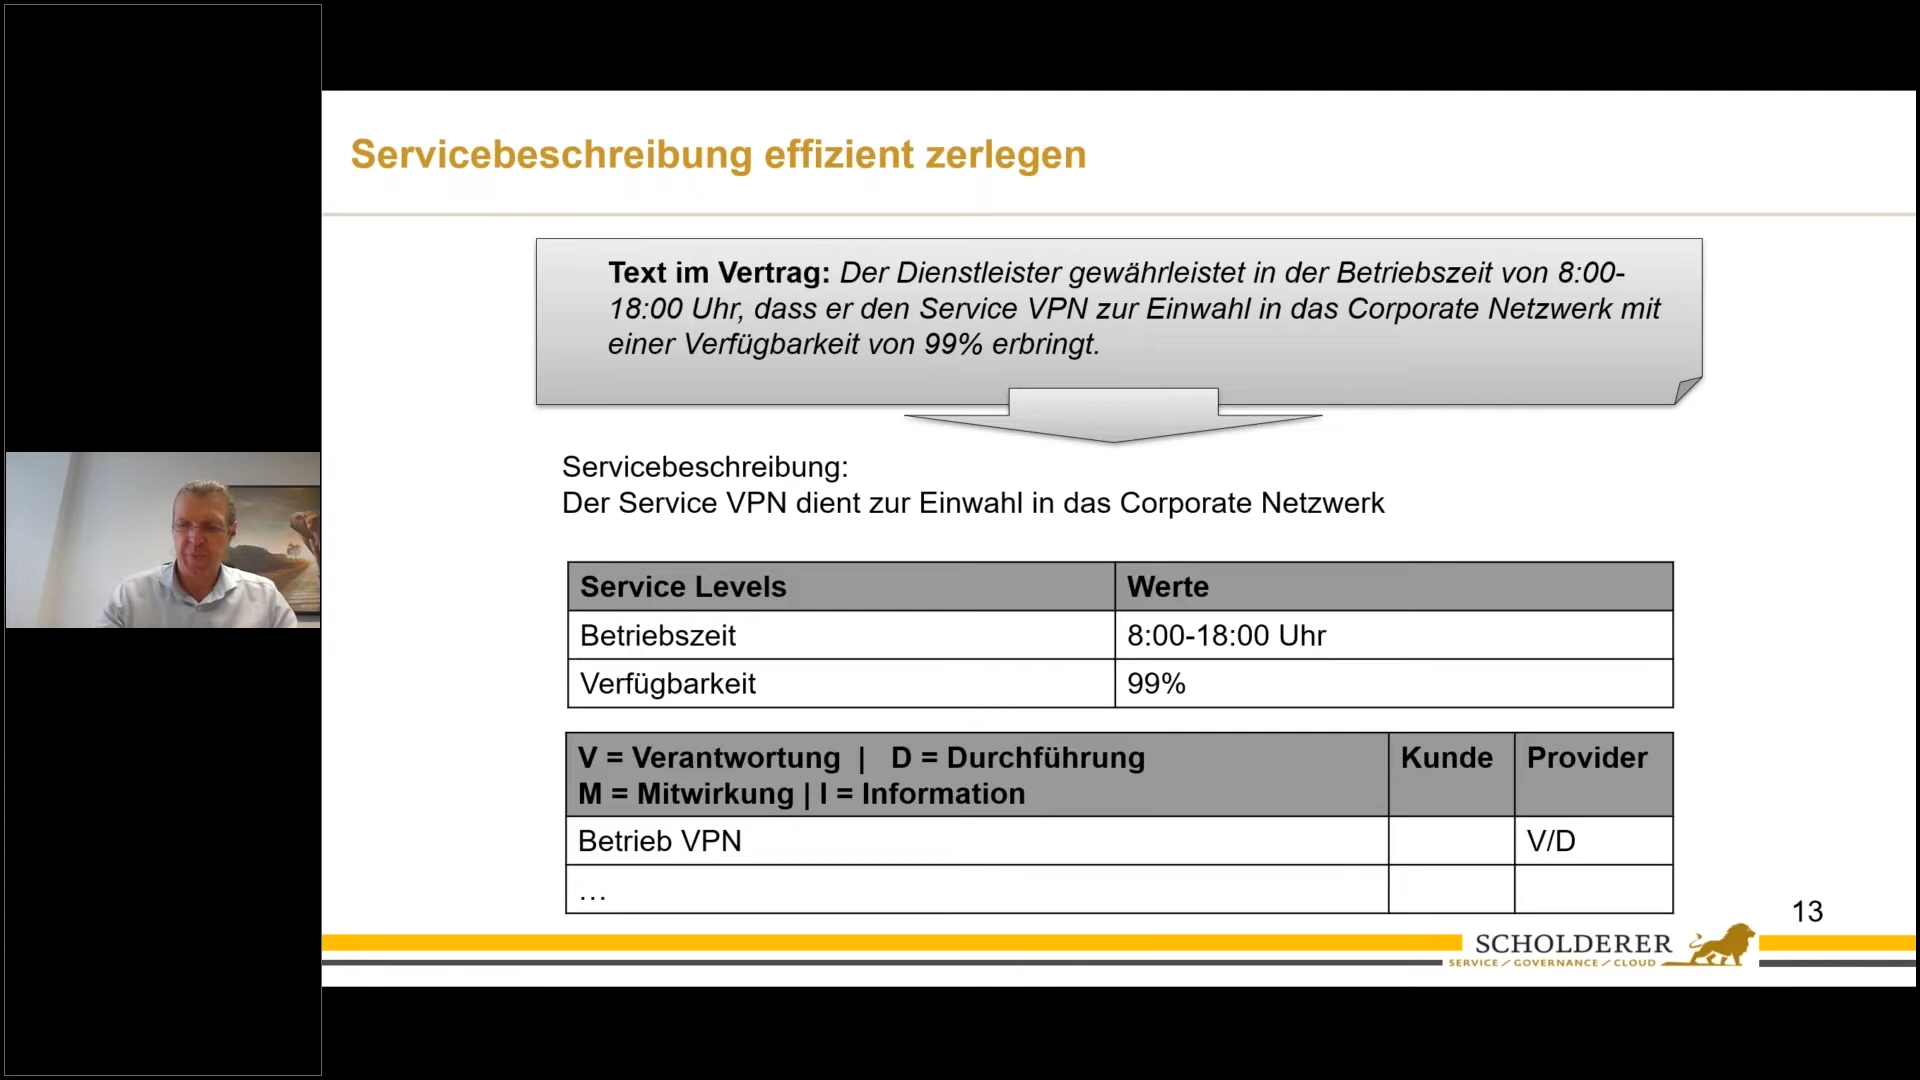 Servicebeschreibung effizient zerlegen
Text im Vertrag: Der Dienstleister gewährleistet in der Betriebszeit von 8:00-
18:00 Uhr, dass er den Service VPN zur Einwahl in das Corporate Netzwerk mit
einer Verfügbarkeit von 99% erbringt.
Servicebeschreibung:
Der Service VPN dient zur Einwahl in das Corporate Netzwerk
Service Levels Werte
Betriebszeit 8:00-18:00 Uhr
Verfügbarkeit 99%
V = Verantwortung | D = Durchführung Kunde Provider
M = Mitwirkung | I = Information
Betrieb VPN V/D
…
13
SCHOLDERER
SERVICE / GOVERNANCE / CLOUD